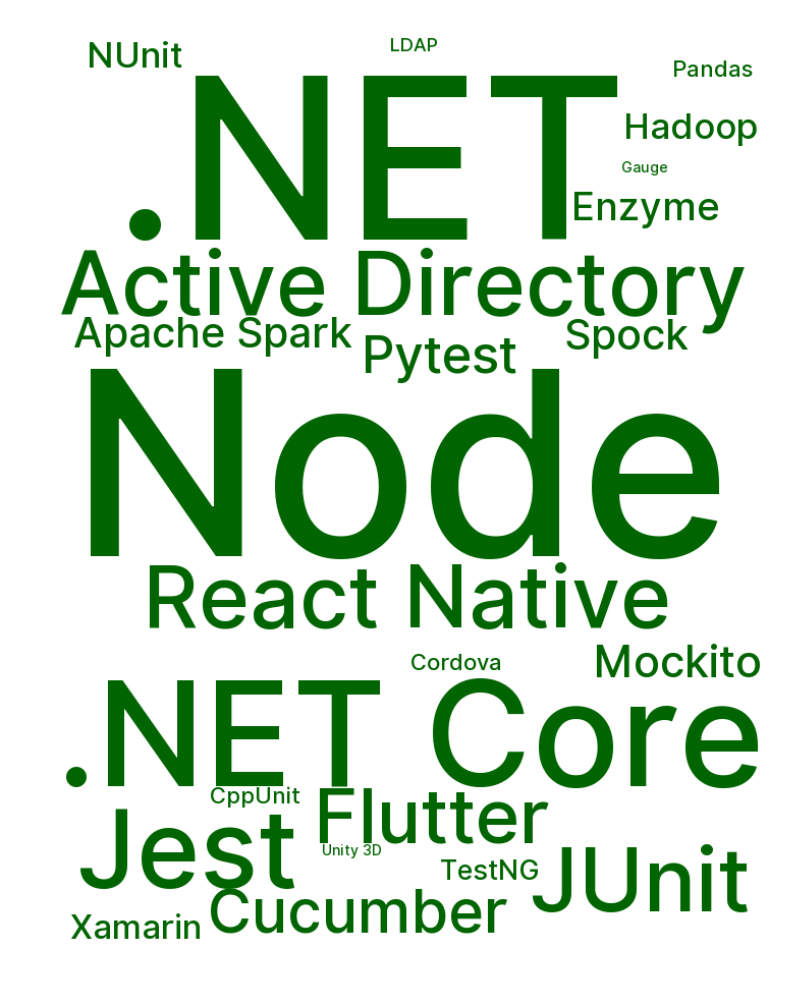 LDAP
NUnit
Pandas
.NET
Hadoop
Gauge
Enzyme
Active Directory
Apache Spark
Spock
Pytest
Node
React Native
Cordova
Mockito
.NET Core
CppUnit
Flutter
Jest
Unity 3D
TestNG
JUnit
Cucumber
Xamarin